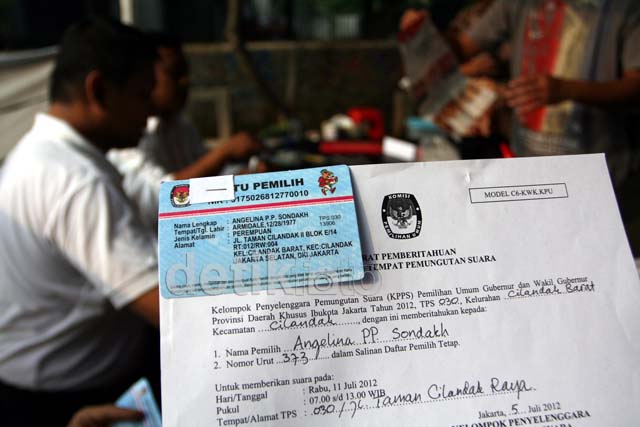 KARTU PEMILIH
NIK : 0175026812770010
Nama Lengkap : ANGELINA P.P. SONDAKH
Tempat/Tgl. Lahir : ARMIDALE, 12/28/1977
Jenis Kelamin : PEREMPUAN
Alamat : JL. TAMAN CILANDAK II BLOK E/14
RT:012/RW:004
KEL:CILANDAK BARAT, KEC:CILANDAK
JAKARTA SELATAN, DKI JAKARTA
TPS:030
detikfoto
KOMISI
PEMILIHAN
MODEL C6-KWK.KPU
PEMBERITAHUAN
TEMPAT PEMUNGUTAN SUARA
Kelompok Penyelenggara Pemungutan Suara (KPPS) Pemilihan Umum Gubernur dan Wakil Gubernur
Provinsi Daerah Khusus Ibukota Jakarta Tahun 2012, TPS 030, Kelurahan Cilandak Barat
Kecamatan Cilandak, dengan ini memberitahukan kepada:
1. Nama Pemilih Angelina PP Sondakh
2. Nomor Urut 373 dalam Salinan Daftar Pemilih Tetap.
Untuk memberikan suara pada:
Hari/Tanggal : Rabu, 11 Juli 2012
Pukul : 07.00 s/d 13.00 WIB
Tempat/Alamat TPS : 030/ Taman Cilandak Raya.
Jakarta, 5 Juli 2012
KELOMPOK PENYELENGGARA